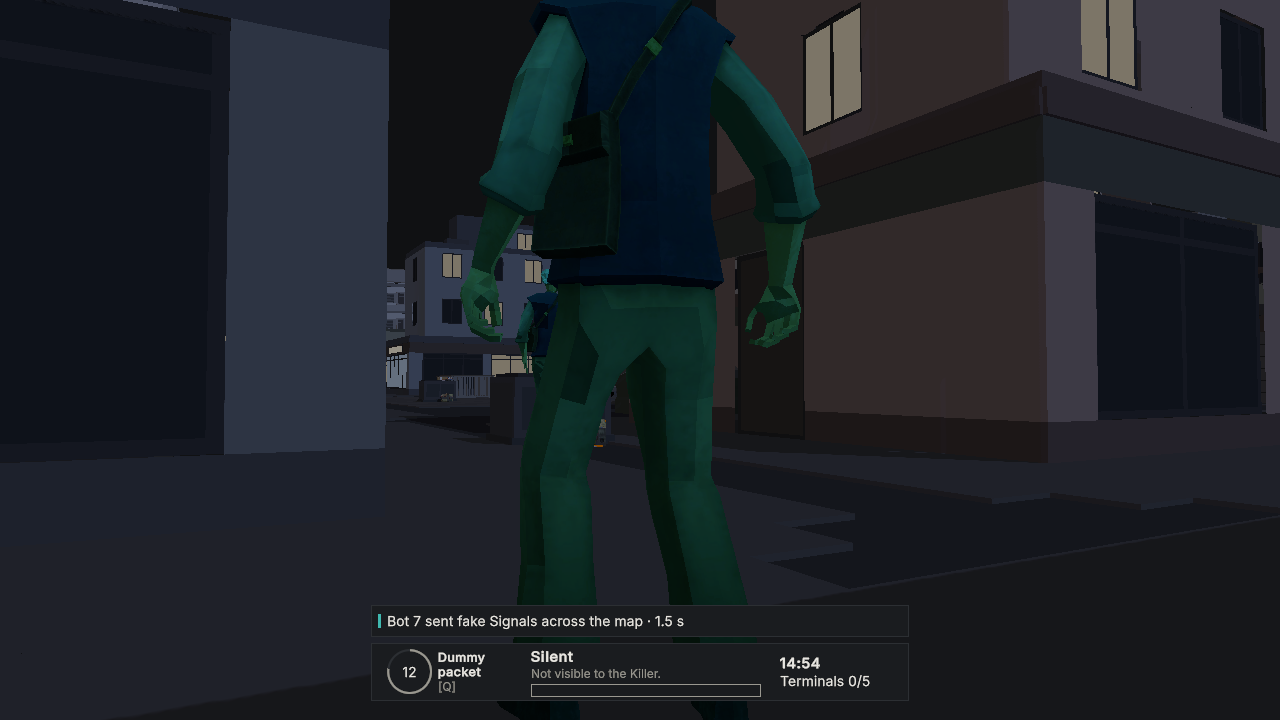 Bot 7 sent fake Signals across the map · 1.5 s
12
Dummy
packet
[Q]
Silent
Not visible to the Killer.
14:54
Terminals 0/5